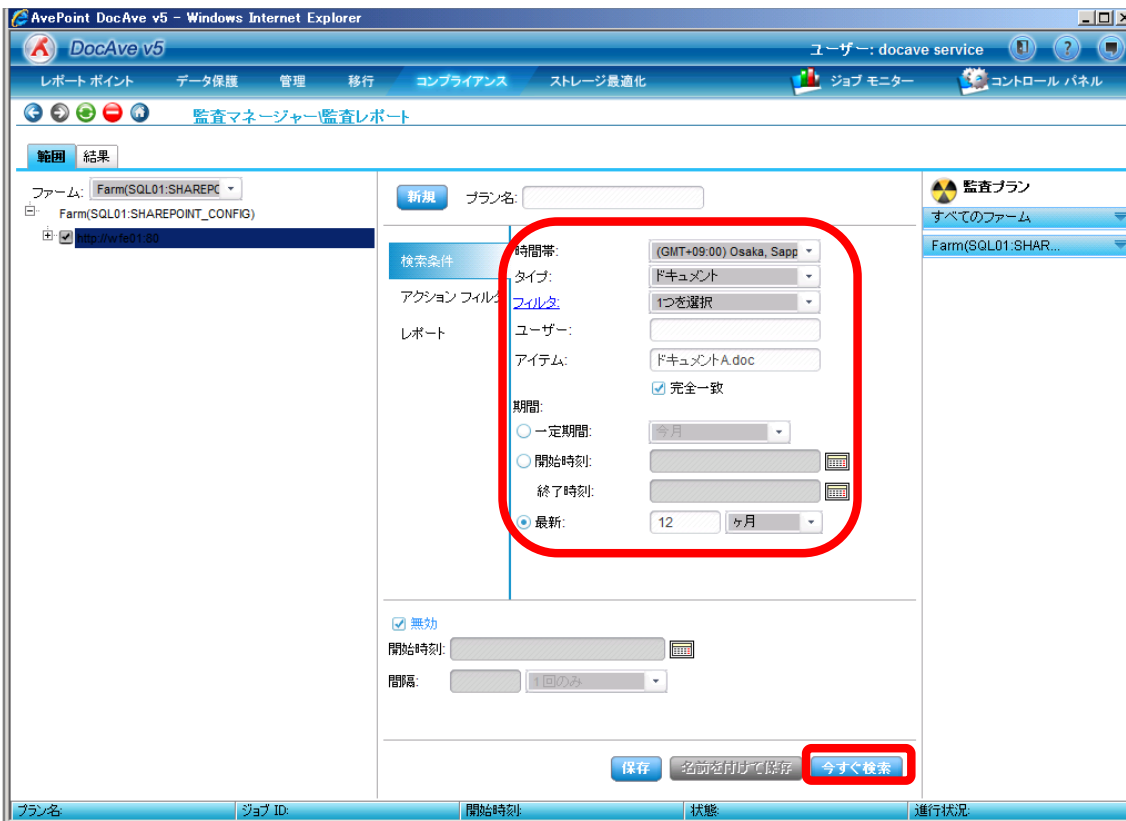 AvePoint DocAve v5 - Windows Internet Explorer
DocAve v5
ユーザー: docave service
レポート ポイント データ保護 管理 移行 コンプライアンス ストレージ最適化 ジョブ モニター コントロール パネル
監査マネージャー\監査レポート
範囲 結果
ファーム: Farm(SQL01:SHAREPC
Farm(SQL01:SHAREPOINT_CONFIG)
http://wfe01:80
新規 プラン名:
検索条件
アクション フィルタ
レポート
時間帯: (GMT+09:00) Osaka, Sapp
タイプ: ドキュメント
フィルタ: 1つを選択
ユーザー:
アイテム: ドキュメントA.doc
完全一致
期間:
一定期間: 今月
開始時刻:
終了時刻:
最新: 12 ヶ月
無効
開始時刻:
間隔: 1回のみ
保存 名前を付けて保存 今すぐ検索
監査プラン
すべてのファーム
Farm(SQL01:SHAR...
プラン名: ジョブ ID: 開始時刻: 状態: 進行状況: